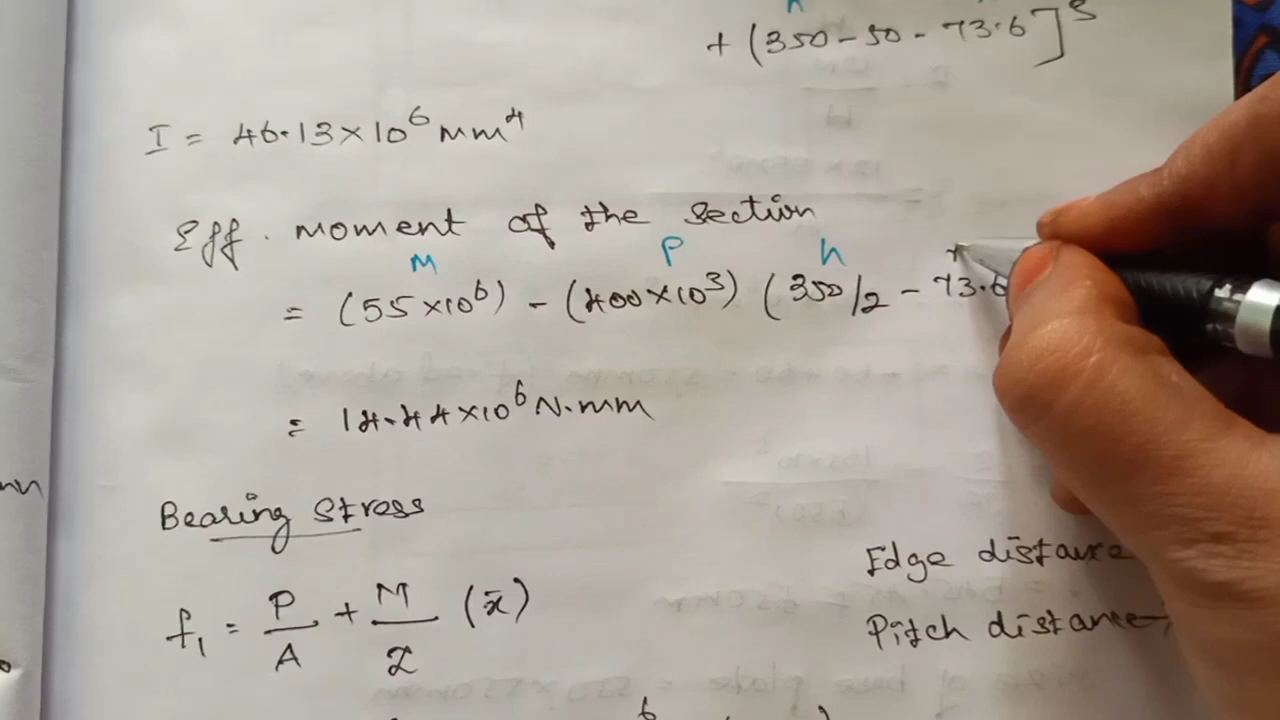 + (350 - 50 - 73.6]³
I = 46.13 × 10⁶ mm⁴
Eff. moment of the section
M P h
= (55 × 10⁶) - (400 × 10³) (350/2 - 73.6
= 14.44 × 10⁶ N.mm
Bearing stress
Edge distance
f₁ = P/A + M/I (x̄)
Pitch distance